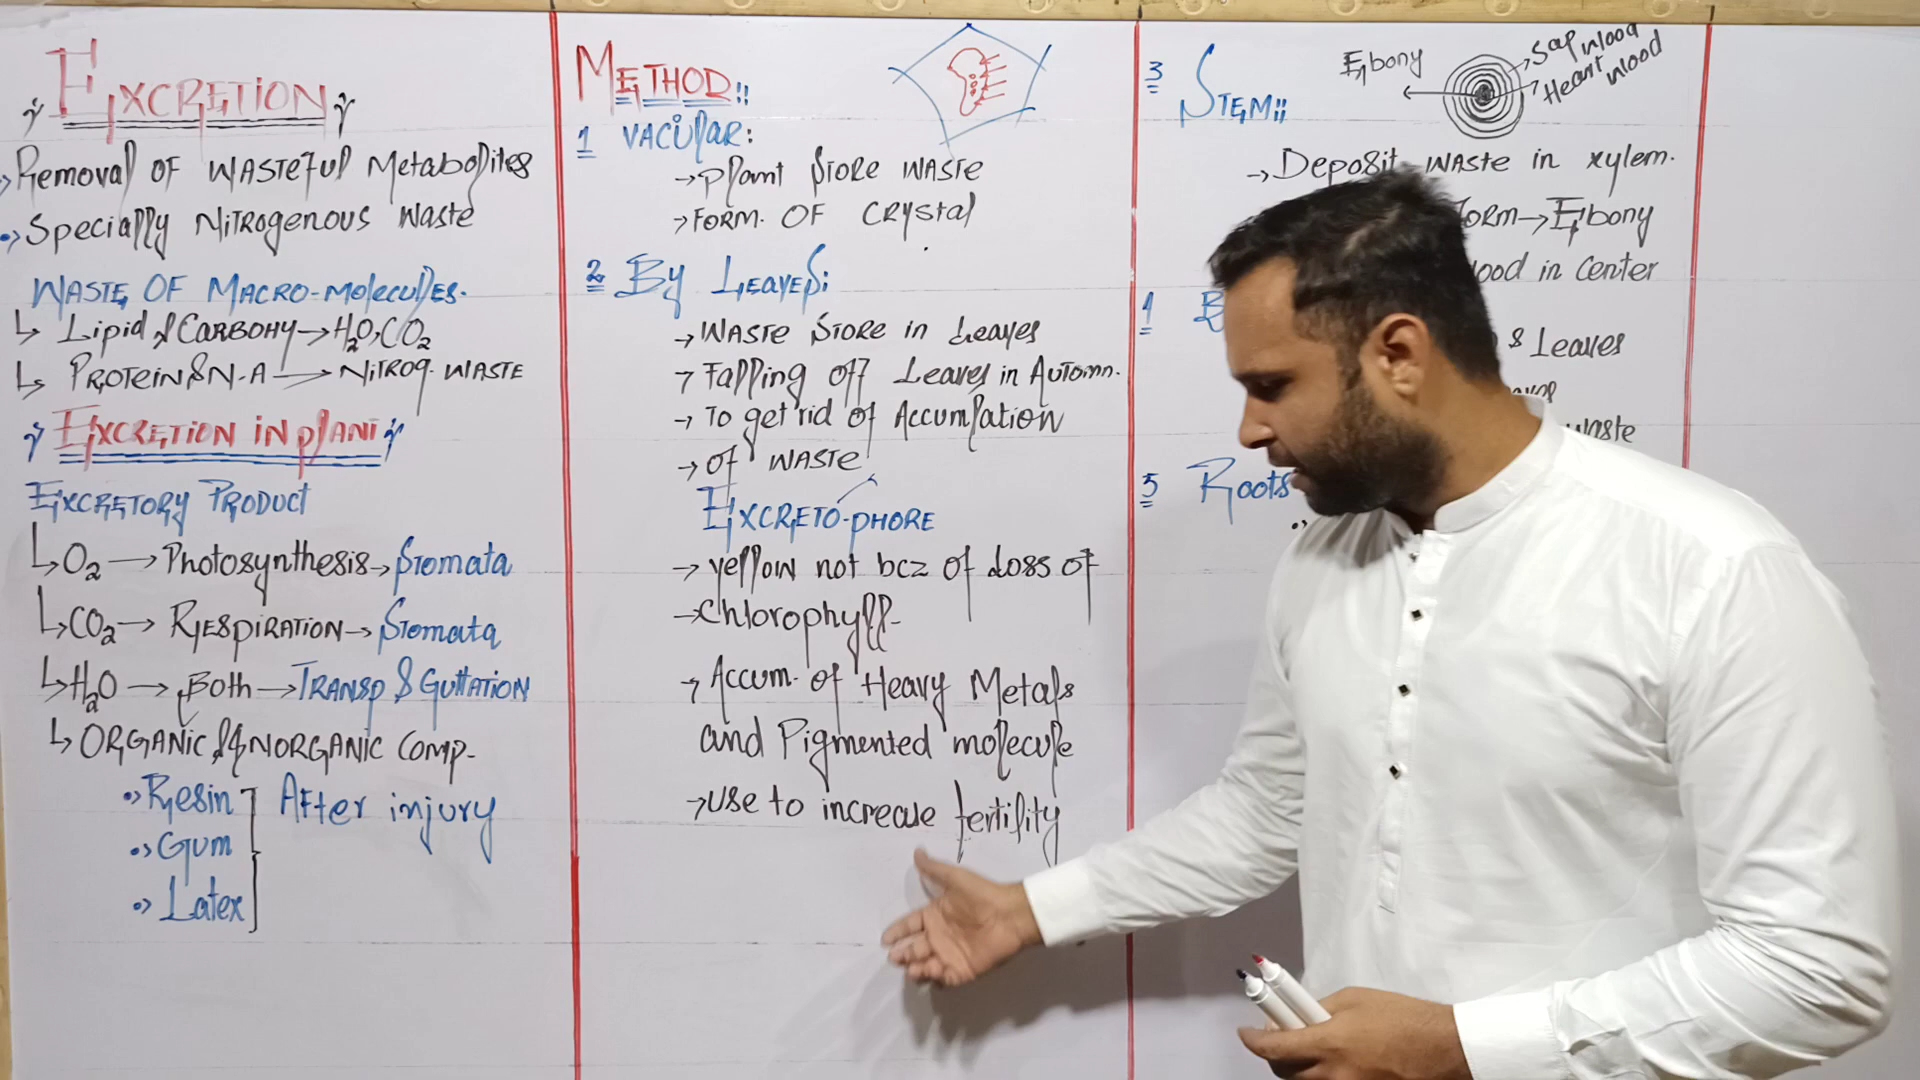 EXCRETION
Removal OF WASTEFUL Metabolites
Specially NiTRogenous Waste
WASTE OF MACRO-MolecUlES.
Lipid & CARBOHY → H₂O, CO₂
PROTein & N-A → NiTROg. WASTE
EXCRETION IN plANT
EXCRETORY PRODUCT
O₂ → Photosynthesis → Stomata
CO₂ → RESPIRATION → Stomata
H₂O → Both → TRANSP & GUttATION
ORGANIC & INORGANIC COMP-
Resin
Gum
Latex
AFter injury
METHOD::
1 VACUlaR:
→ Plant StORE WASTE
→ FORM. OF CRystal
2 By LEAVES:
→ WASTE StORE in Leaves
→ Falling Off Leaves in AUTOMN.
→ To get rid of Accumlation
→ Of WASTE
EXCRETO-PHORE
→ yellow not bcz of Loss of
→ Chlorophyll-
→ Accum. of Heavy Metals
and Pigmented molecule
→ USE to increase fertility
3 STEM::
Ebony
Sap wood
Heart wood
→ Deposit WASTE in xylem.
FORM → Ebony
in Center
4 B
& Leaves
waste
5 Roots